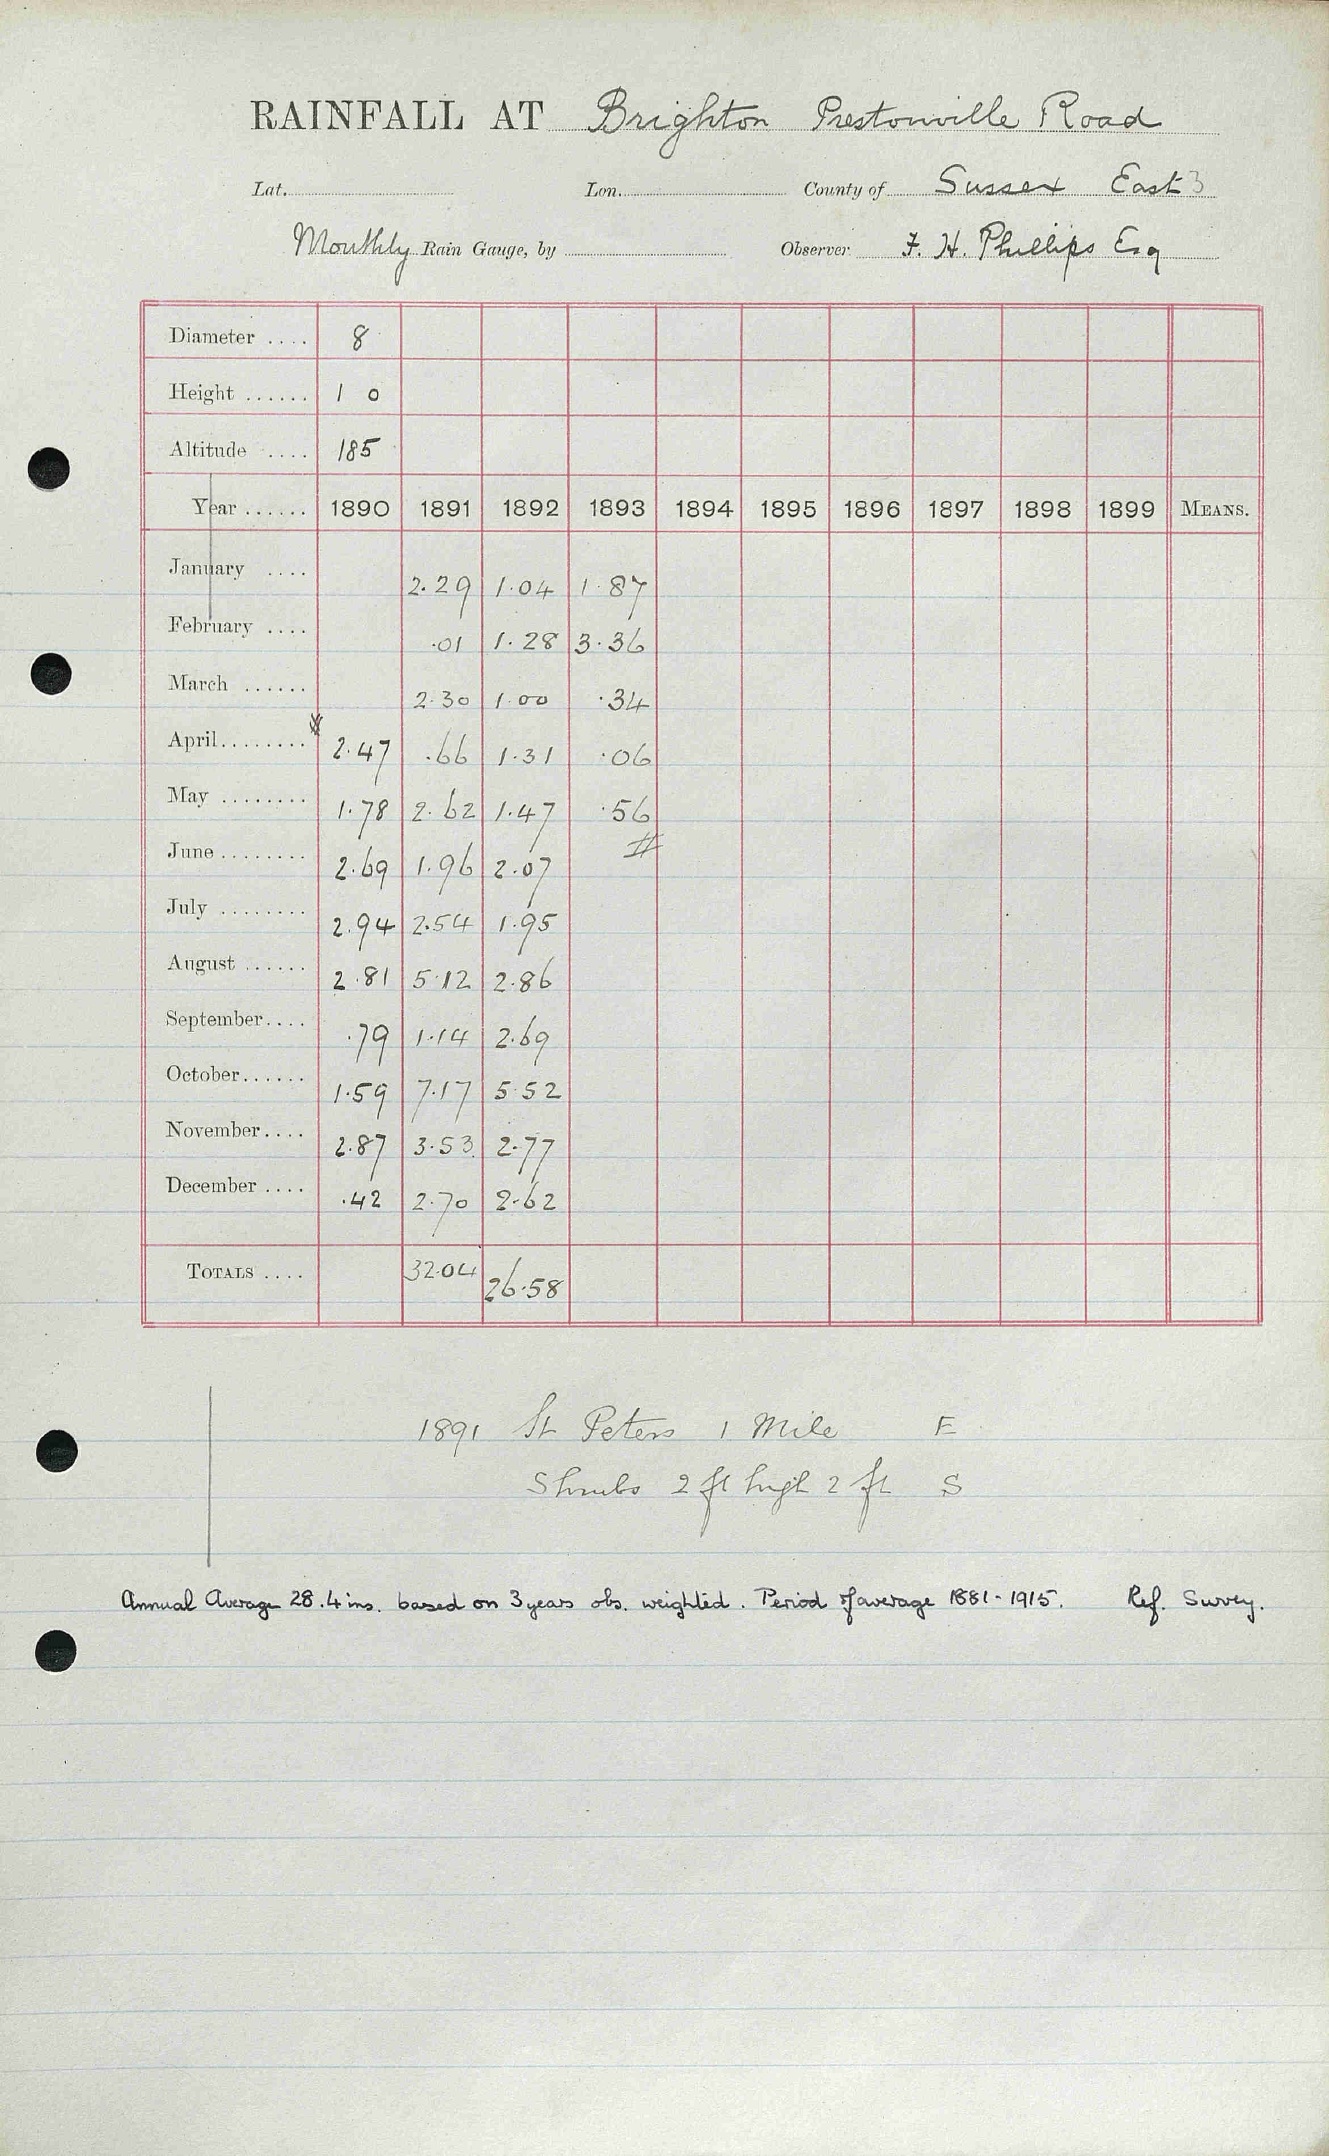 RAINFALL AT Brighton Prestonville Road
Lat. Lon. County of Sussex East 3
Monthly Rain Gauge, by Observer F. H. Phillips Esq
Diameter .... 8
Height ...... 1 0
Altitude .... 185
Year ...... 1890 1891 1892 1893 1894 1895 1896 1897 1898 1899 MEANS.
January .... 2.29 1.04 1.87
February .... .01 1.28 3.36
March ...... 2.30 1.00 .34
April........ 2.47 .66 1.31 .06
May ........ 1.78 2.62 1.47 .56
June ........ 2.69 1.96 2.07
July ........ 2.94 2.54 1.95
August ...... 2.81 5.12 2.86
September.... .79 1.14 2.69
October...... 1.59 7.17 5.52
November.... 2.87 3.53 2.77
December .... .42 2.70 2.62
TOTALS .... 32.04 26.58
1891 St Peters 1 Mile E
Shrubs 2 ft high 2 ft S
Annual Average 28.4 ins. based on 3 years obs. weighted. Period of average 1881-1915. Ref. Survey.